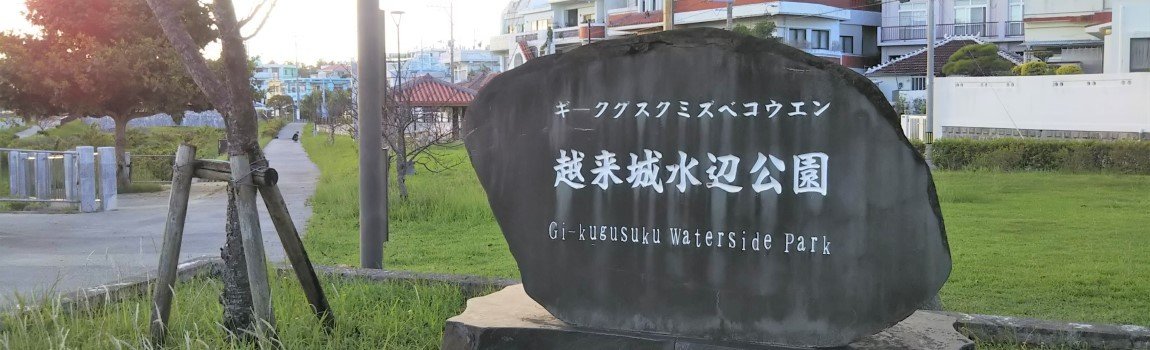 ギークグスクミズベコウエン
越来城水辺公園
Gi-kugusuku Waterside Park